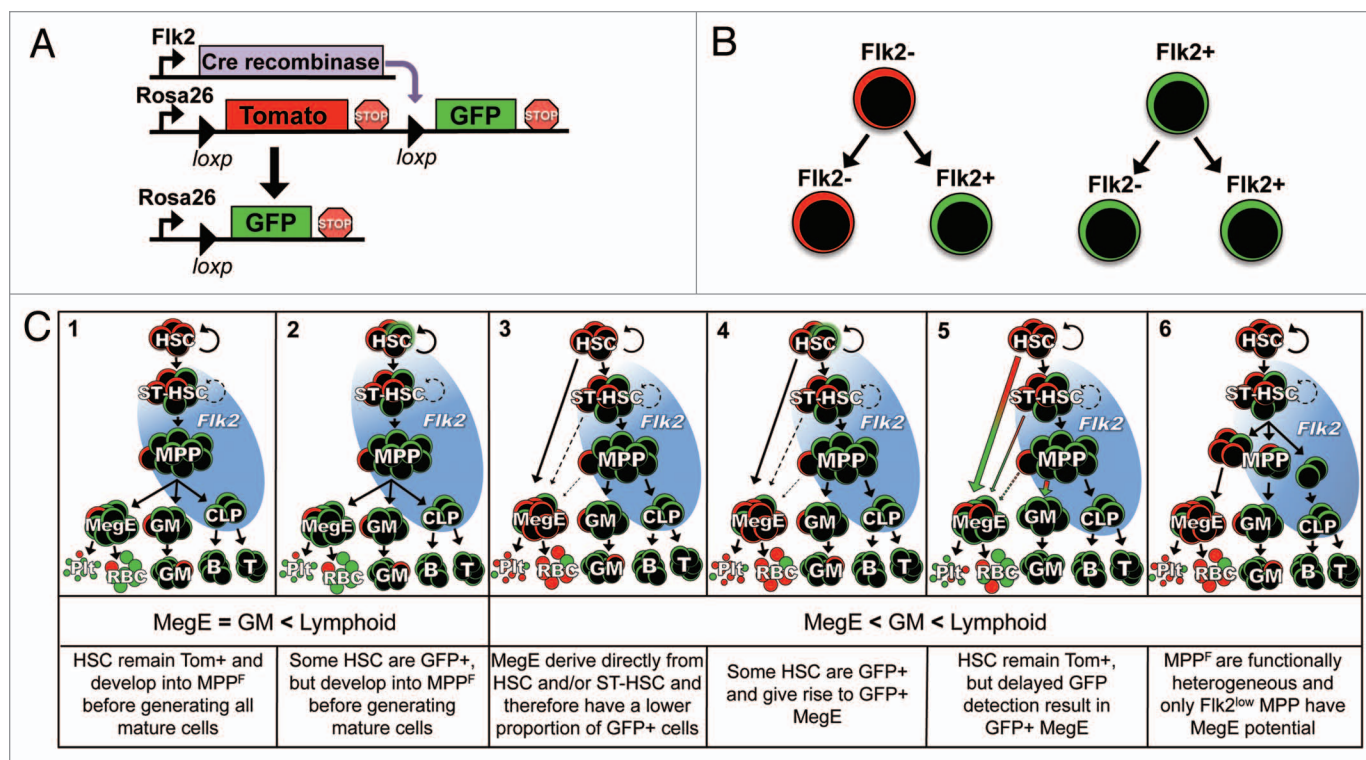 A
Flk2
Cre recombinase
Rosa26
Tomato
STOP
GFP
STOP
loxp
loxp
Rosa26
GFP
STOP
loxp
B
Flk2-
Flk2+
Flk2-
Flk2+
Flk2-
Flk2+
C
1
HSC
ST-HSC
Flk2
MPP
MegE
GM
CLP
Plt
RBC
GM
B
T
2
HSC
ST-HSC
Flk2
MPP
MegE
GM
CLP
Plt
RBC
GM
B
T
3
HSC
ST-HSC
Flk2
MPP
MegE
GM
CLP
Plt
RBC
GM
B
T
4
HSC
ST-HSC
Flk2
MPP
MegE
GM
CLP
Plt
RBC
GM
B
T
5
HSC
ST-HSC
Flk2
MPP
MegE
GM
CLP
Plt
RBC
GM
B
T
6
HSC
ST-HSC
Flk2
MPP
MegE
GM
CLP
Plt
RBC
GM
B
T
MegE = GM < Lymphoid
MegE < GM < Lymphoid
HSC remain Tom+ and
develop into MPPF
before generating all
mature cells
Some HSC are GFP+,
but develop into MPPF
before generating
mature cells
MegE derive directly from
HSC and/or ST-HSC and
therefore have a lower
proportion of GFP+ cells
Some HSC are GFP+
and give rise to GFP+
MegE
HSC remain Tom+,
but delayed GFP
detection result in
GFP+ MegE
MPPF are functionally
heterogeneous and
only Flk2low MPP have
MegE potential